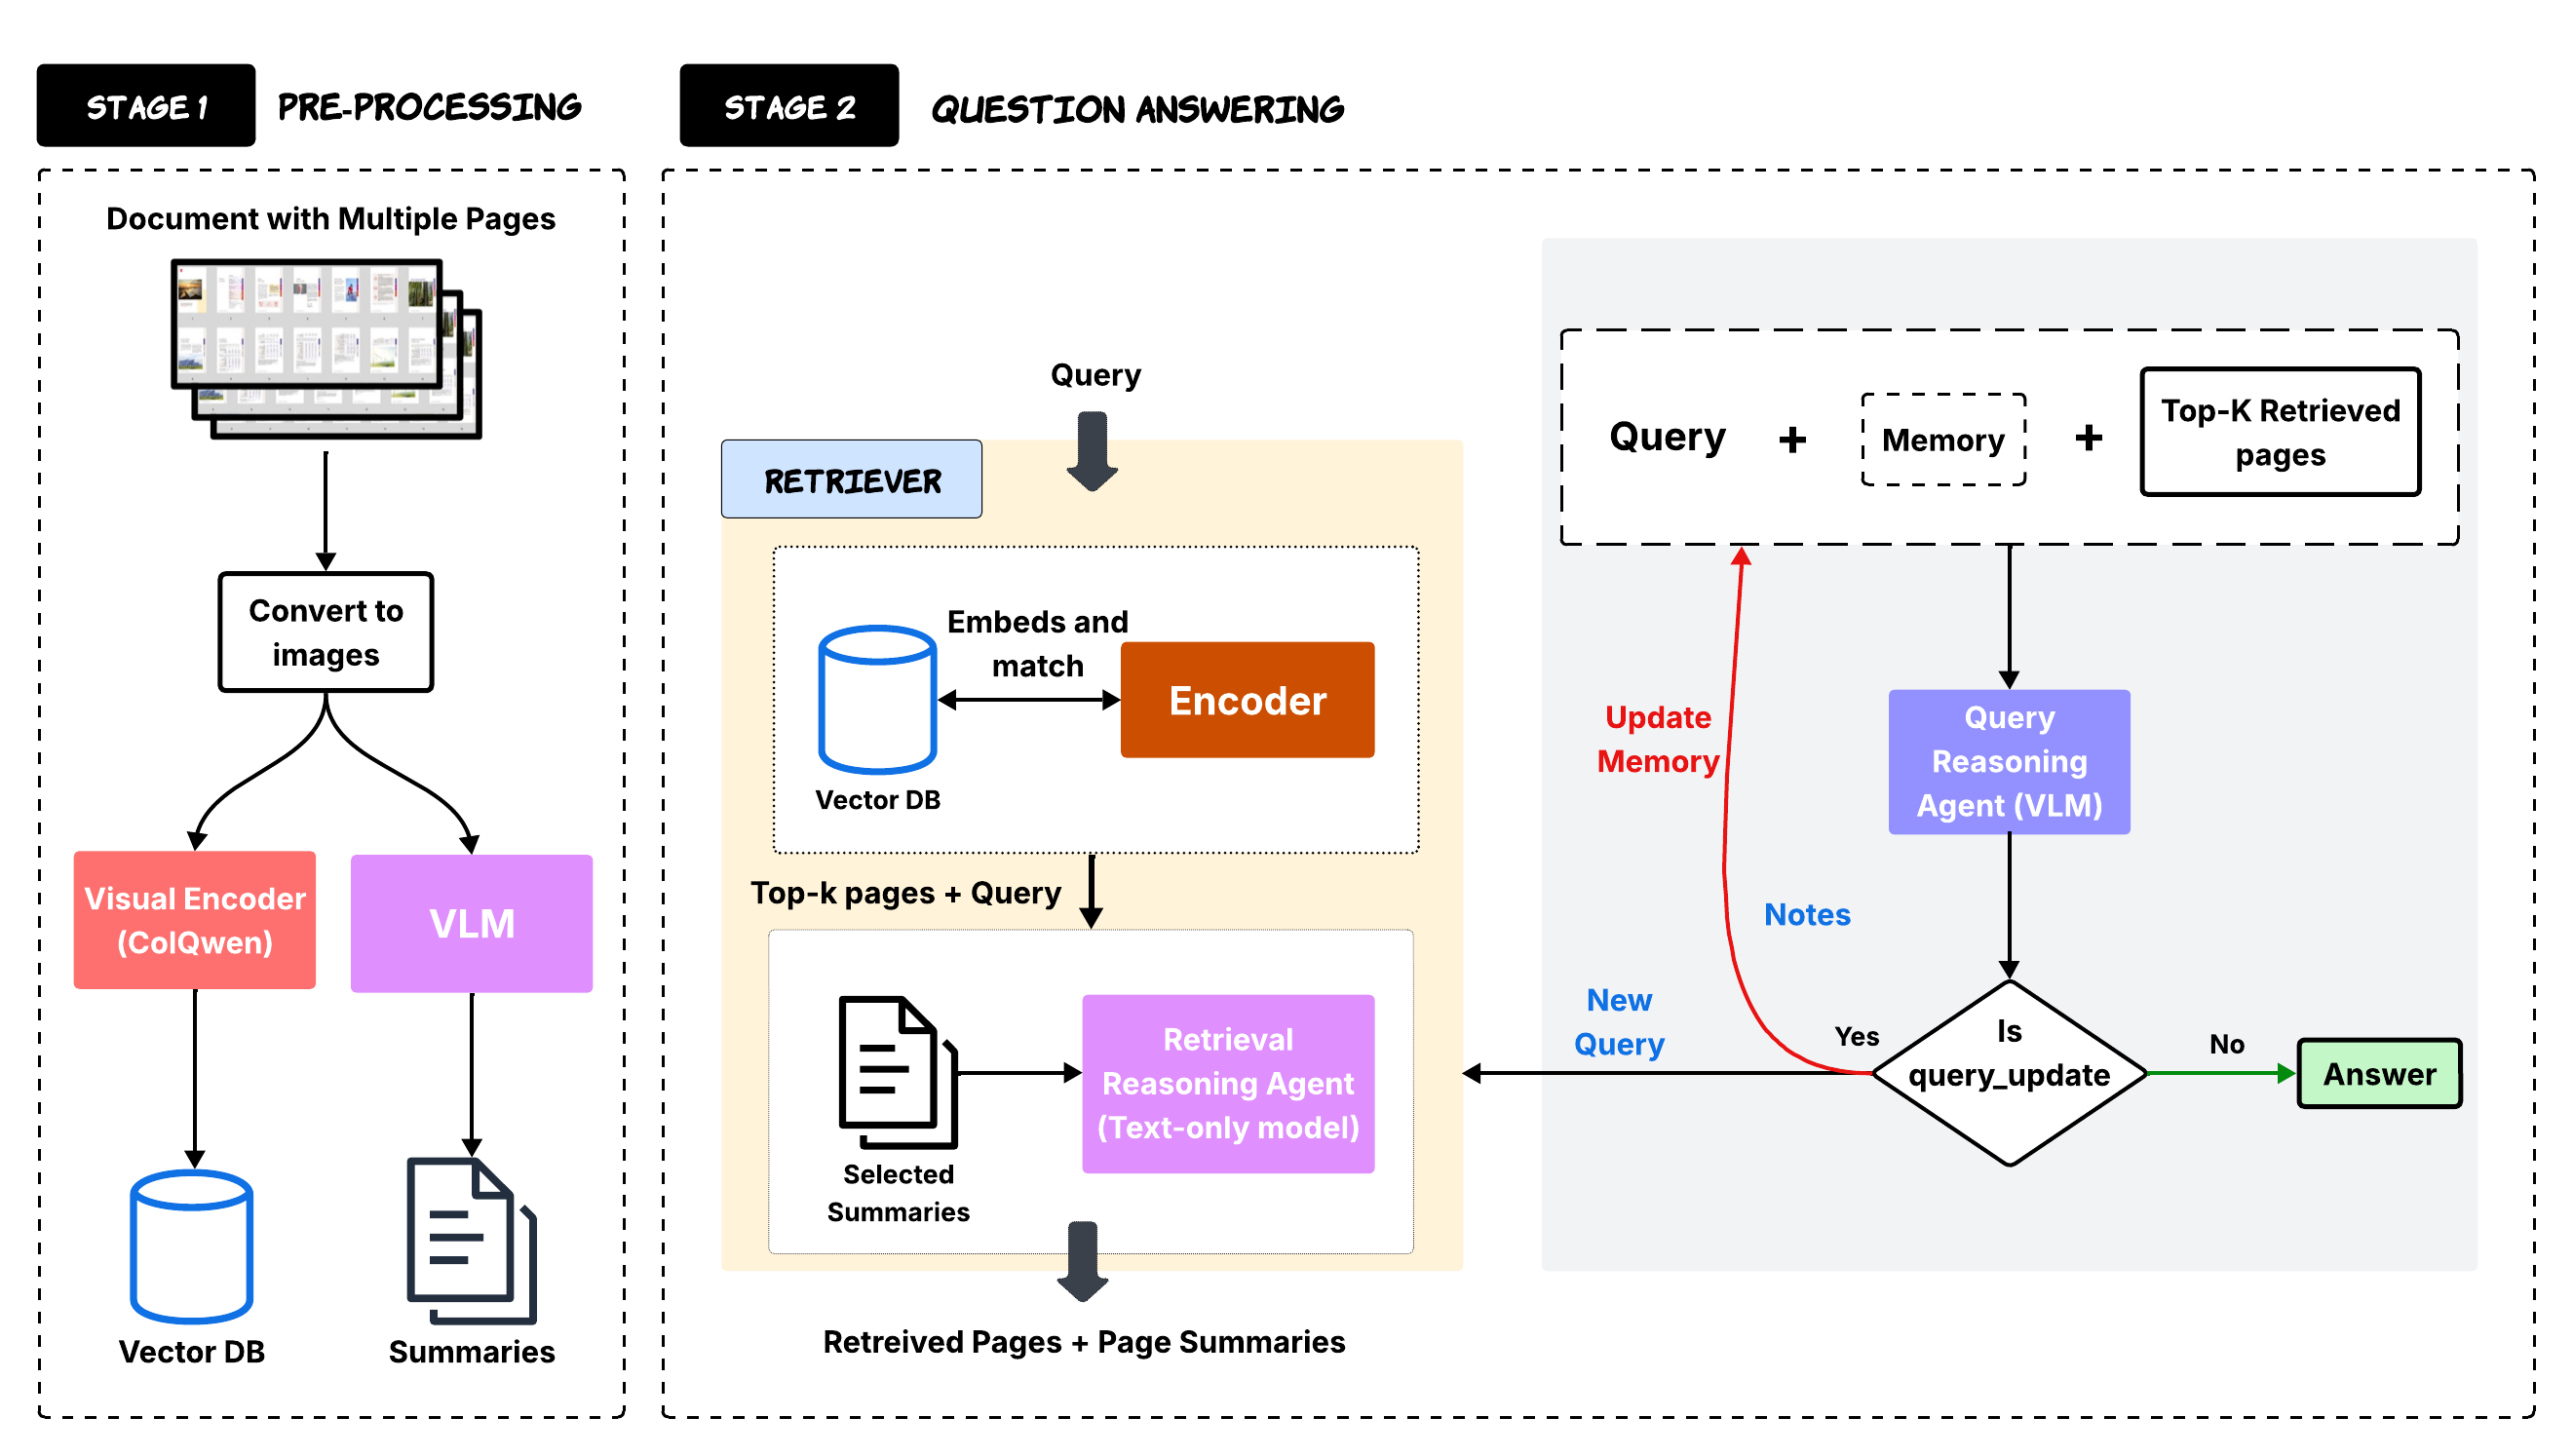 STAGE 1
PRE-PROCESSING
Document with Multiple Pages
Convert to
images
Visual Encoder
(ColQwen)
VLM
Vector DB
Summaries
STAGE 2
QUESTION ANSWERING
Query
RETRIEVER
Embeds and
match
Encoder
Vector DB
Top-k pages + Query
Selected
Summaries
Retrieval
Reasoning Agent
(Text-only model)
Retreived Pages + Page Summaries
Query
+
Memory
+
Top-K Retrieved
pages
Update
Memory
Query
Reasoning
Agent (VLM)
Notes
New
Query
Yes
Is
query_update
No
Answer